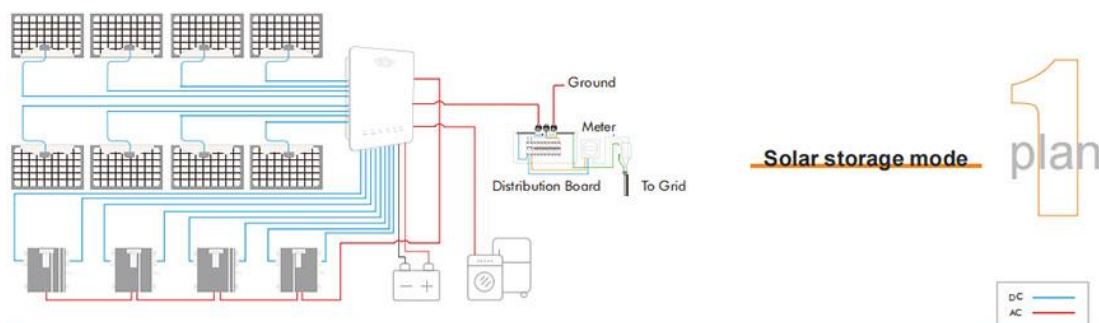 Ground
Meter
Distribution Board
To Grid
Solar storage mode
1
plan
DC
AC